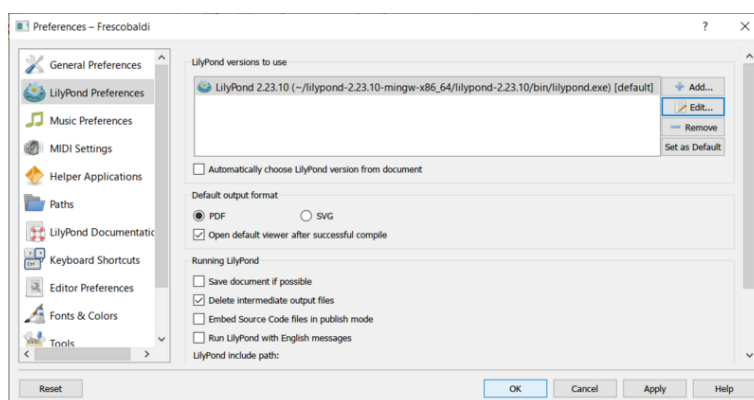 Preferences – Frescobaldi
General Preferences
LilyPond Preferences
Music Preferences
MIDI Settings
Helper Applications
Paths
LilyPond Documentatic
Keyboard Shortcuts
Editor Preferences
Fonts & Colors
Tools
LilyPond versions to use
LilyPond 2.23.10 (~/lilypond-2.23.10-mingw-x86_64/lilypond-2.23.10/bin/lilypond.exe) [default]
Add...
Edit...
Remove
Set as Default
Automatically choose LilyPond version from document
Default output format
PDF
SVG
Open default viewer after successful compile
Running LilyPond
Save document if possible
Delete intermediate output files
Embed Source Code files in publish mode
Run LilyPond with English messages
LilyPond include path:
Reset
OK
Cancel
Apply
Help